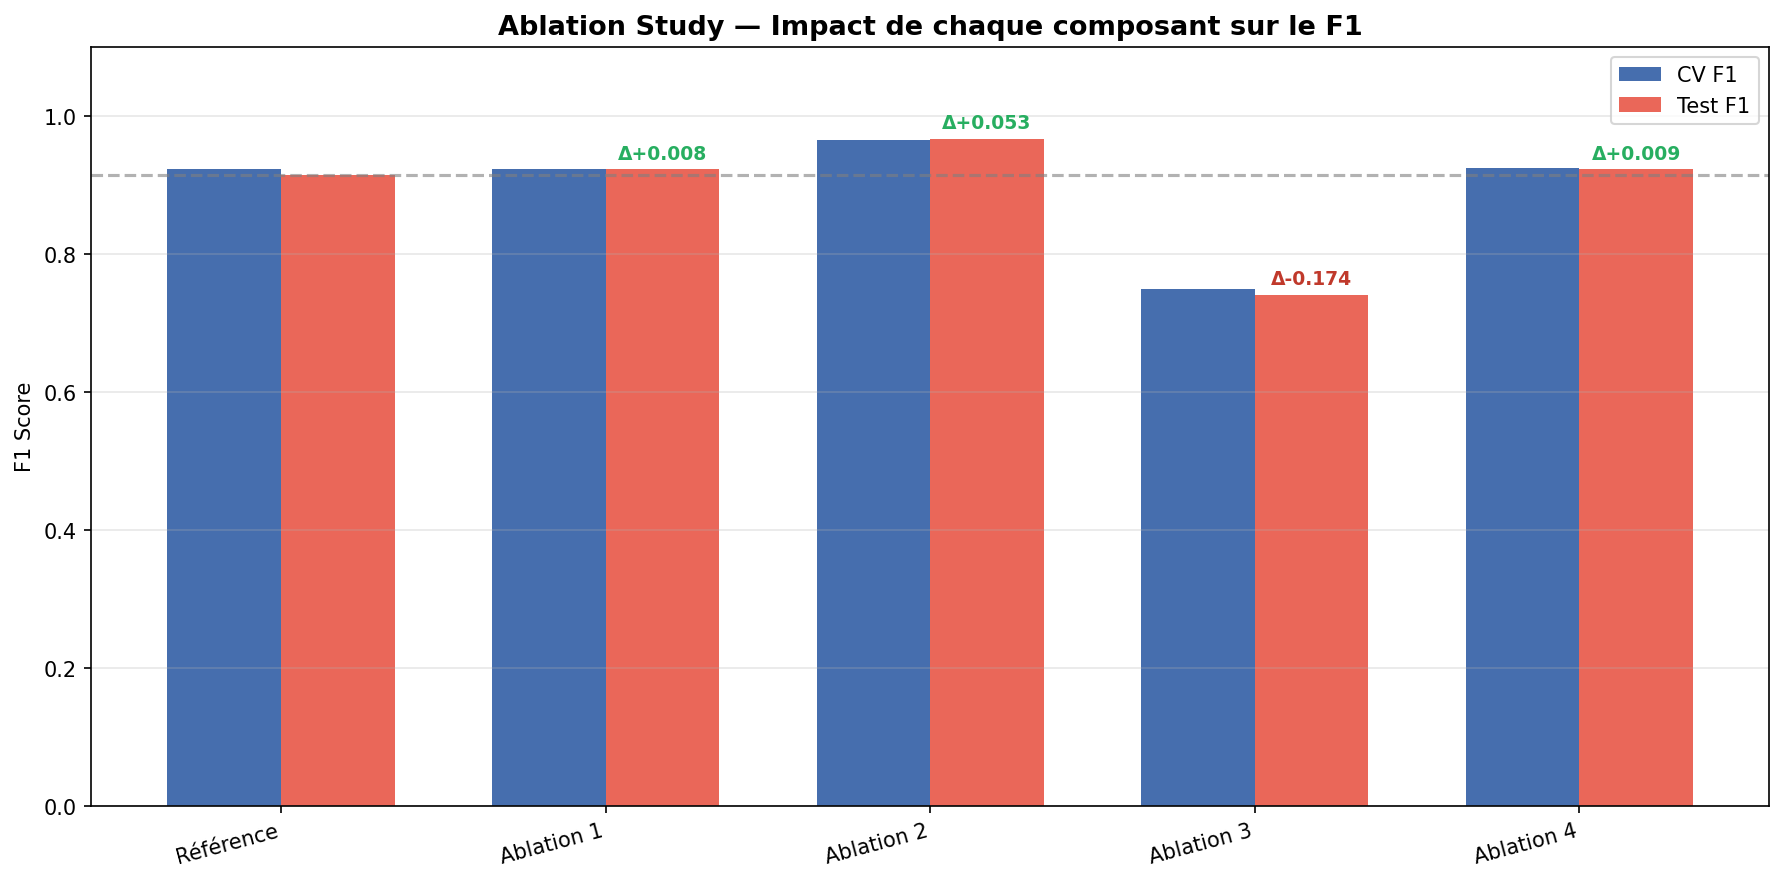 Ablation Study — Impact de chaque composant sur le F1
CV F1
Test F1
Δ+0.008
Δ+0.053
Δ-0.174
Δ+0.009
F1 Score
1.0
0.8
0.6
0.4
0.2
0.0
Référence
Ablation 1
Ablation 2
Ablation 3
Ablation 4